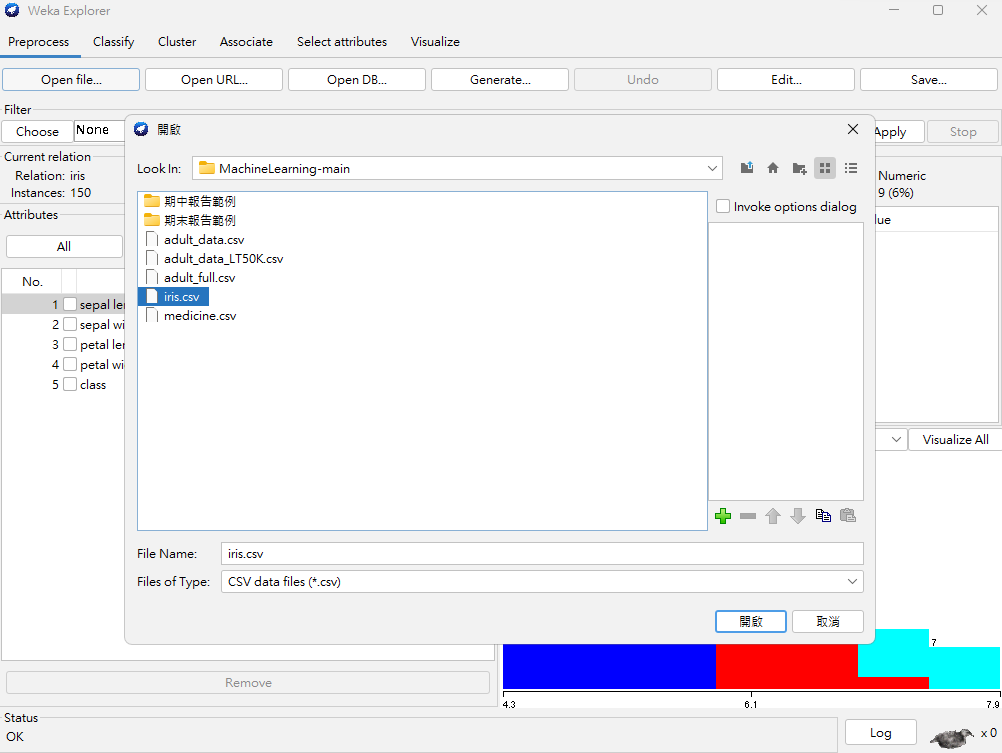 Weka Explorer
Preprocess Classify Cluster Associate Select attributes Visualize
Open file... Open URL... Open DB... Generate... Undo Edit... Save...
Filter
Choose None Apply Stop
開啟
Current relation
Relation: iris
Instances: 150
Attributes
All
No.
1 sepal le
2 sepal wi
3 petal le
4 petal wi
5 class
Look In: MachineLearning-main
期中報告範例
期末報告範例
adult_data.csv
adult_data_LT50K.csv
adult_full.csv
iris.csv
medicine.csv
Invoke options dialog
File Name: iris.csv
Files of Type: CSV data files (*.csv)
開啟 取消
Numeric
9 (6%)
lue
Visualize All
7
4.3 6.1 7.9
Remove
Status
OK
Log x 0